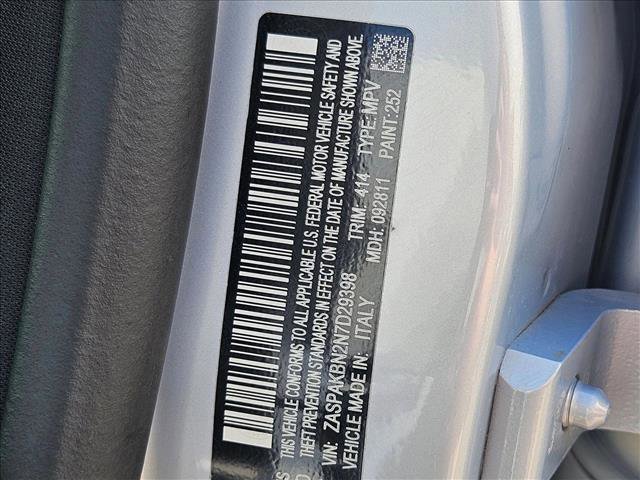 THIS VEHICLE CONFORMS TO ALL APPLICABLE U.S. FEDERAL MOTOR VEHICLE SAFETY AND
THEFT PREVENTION STANDARDS IN EFFECT ON THE DATE OF MANUFACTURE SHOWN ABOVE.
VIN: ZASPAKBN2N7D29398 TRIM: 414 TYPE: MPV
VEHICLE MADE IN: ITALY MDH: 092811 PAINT: 252